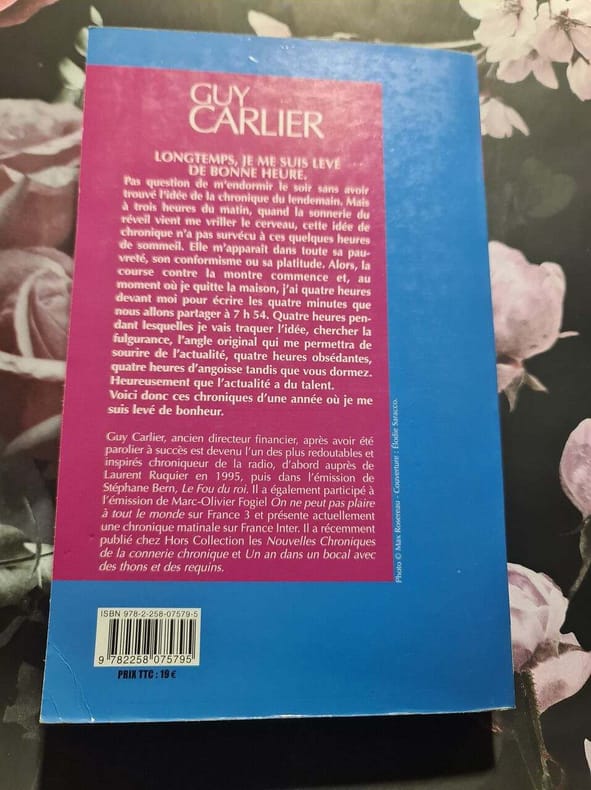 GUY
CARLIER
LONGTEMPS, JE ME SUIS LEVÉ
DE BONNE HEURE.
Pas question de m'endormir le soir sans avoir
trouvé l'idée de la chronique du lendemain. Mais
à trois heures du matin, quand la sonnerie du
réveil vient me vriller le cerveau, cette idée de
chronique n'a pas survécu à ces quelques heures
de sommeil. Elle m'apparaît dans toute sa pau-
vreté, son conformisme ou sa platitude. Alors, la
course contre la montre commence et, au
moment où je quitte la maison, j'ai quatre heures
devant moi pour écrire les quatre minutes que
nous allons partager à 7 h 54. Quatre heures pen-
dant lesquelles je vais traquer l'idée, chercher la
fulgurance, l'angle original qui me permettra de
sourire de l'actualité, quatre heures obsédantes,
quatre heures d'angoisse tandis que vous dormez.
Heureusement que l'actualité a du talent.
Voici donc ces chroniques d'une année où je me
suis levé de bonheur.
Guy Carlier, ancien directeur financier, après avoir été
parolier à succès est devenu l'un des plus redoutables et
inspirés chroniqueur de la radio, d'abord auprès de
Laurent Ruquier en 1995, puis dans l'émission de
Stéphane Bern, Le Fou du roi. Il a également participé à
l'émission de Marc-Olivier Fogiel On ne peut pas plaire
à tout le monde sur France 3 et présente actuellement
une chronique matinale sur France Inter. Il a récemment
publié chez Hors Collection les Nouvelles Chroniques
de la connerie chronique et Un an dans un bocal avec
des thons et des requins.
Photo © Max Rosereau - Couverture : Élodie Saracco.
ISBN 978-2-258-07579-5
9 782258 075795
PRIX TTC : 19 €